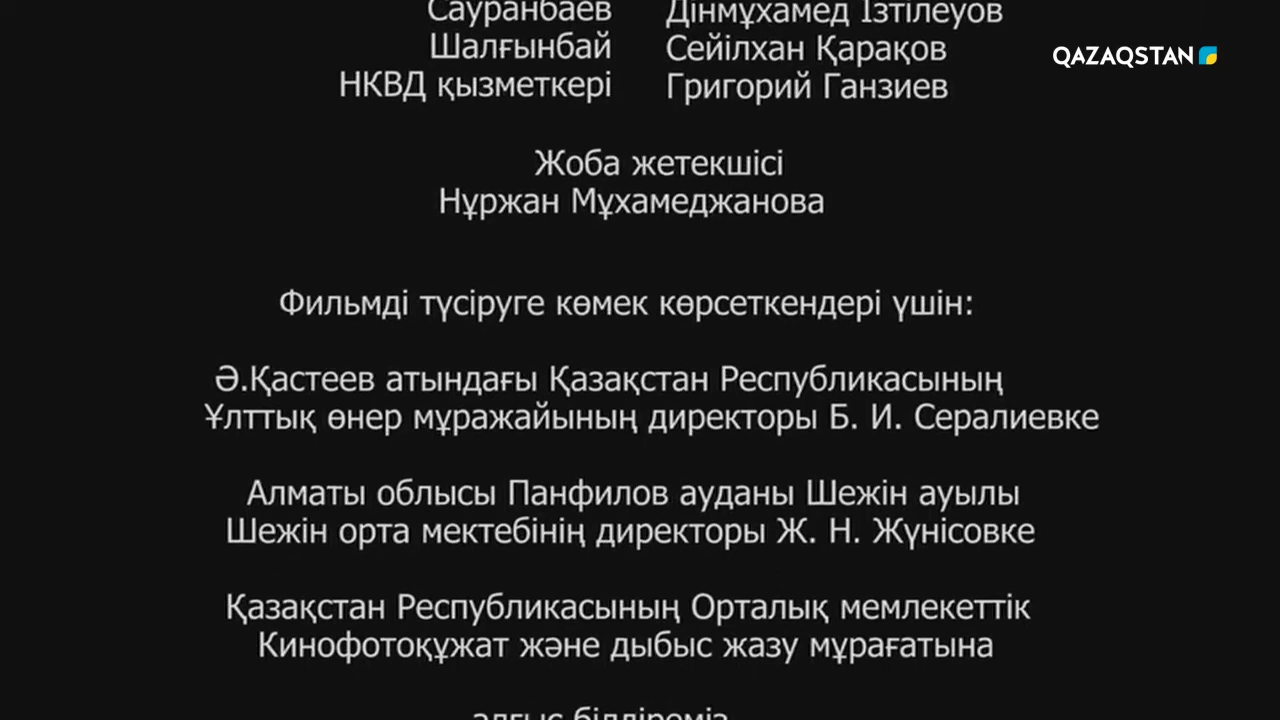 Сауранбаев Дінмұхамед Ізтілеуов
Шалғынбай Сейілхан Қарақов
НКВД қызметкері Григорий Ганзиев
QAZAQSTAN
Жоба жетекшісі
Нұржан Мұхамеджанова
Фильмді түсіруге көмек көрсеткендері үшін:
Ә.Қастеев атындағы Қазақстан Республикасының
Ұлттық өнер мұражайының директоры Б. И. Сералиевке
Алматы облысы Панфилов ауданы Шежін ауылы
Шежін орта мектебінің директоры Ж. Н. Жүнісовке
Қазақстан Республикасының Орталық мемлекеттік
Кинофотоқұжат және дыбыс жазу мұрағатына
алғыс білдіреміз